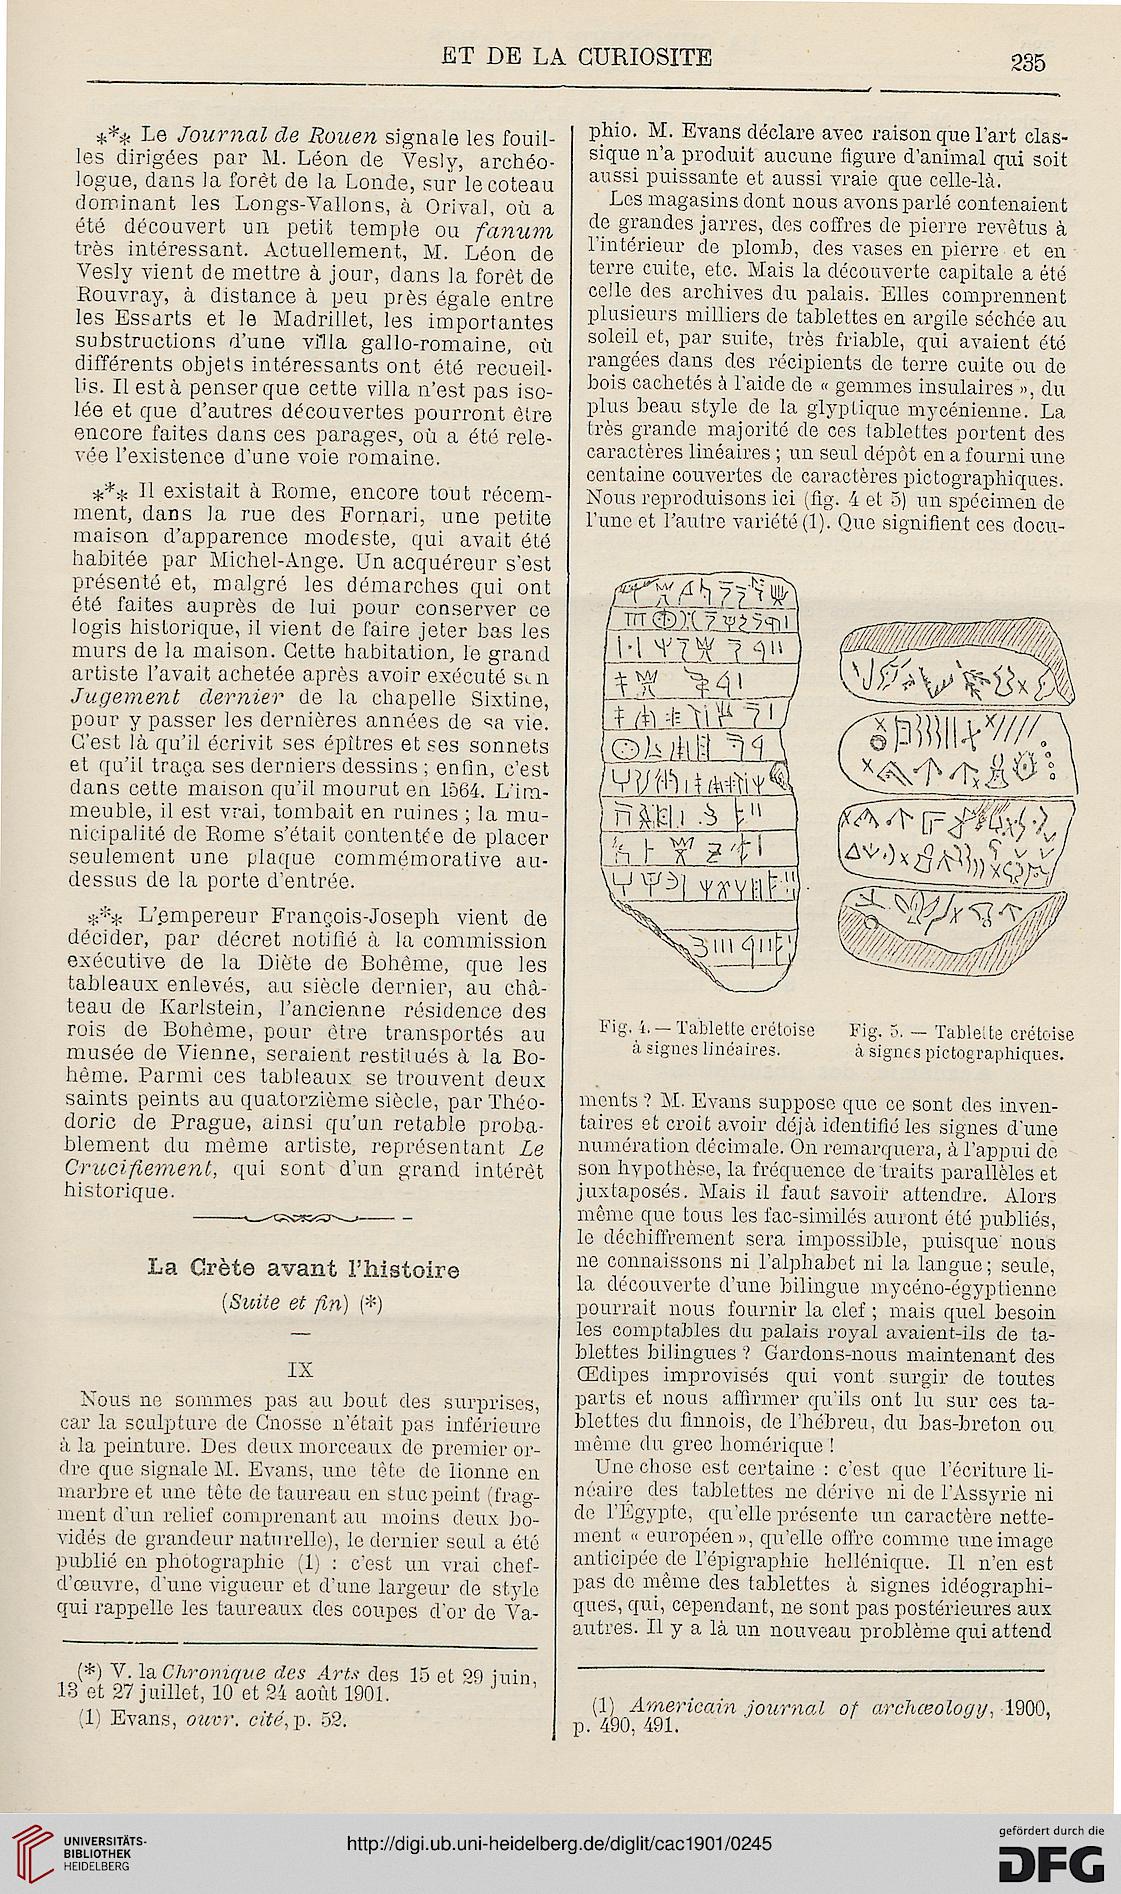 ET DE LA CURIOSITE
235
*** Le Journal de Rouen signale les fouil-
les dirigées par M. Léon de Vesly, archéo-
logue, dans la forêt de la Londe, sur le coteau
dominant les Longs-Vallons, à Orival, où a
été découvert un petit temple ou fanum
très intéressant. Actuellement, M. Léon de
Vesly vient de mettre à jour, dans la forêt de
Rouvray, à distance à peu près égale entre
les Essarts et le Madrillet, les importantes
substructions d'une villa gallo-romaine, où
différents objets intéressants ont été recueil-
lis. Il est à penser que cette villa n'est pas iso-
lée et que d'autres découvertes pourront être
encore faites dans ces parages, où a été rele-
vée l'existence d'une voie romaine.
*** Il existait à Rome, encore tout récem-
ment, dans la rue des Fornari, une petite
maison d'apparence modeste, qui avait été
habitée par Michel-Ange. Un acquéreur s'est
présenté et, malgré les démarches qui ont
été faites auprès de lui pour conserver ce
logis historique, il vient de faire jeter bas les
murs de la maison. Cette habitation, le grand
artiste l'avait achetée après avoir exécuté son
Jugement dernier de la chapelle Sixtine,
pour y passer les dernières années de sa vie.
C'est là qu'il écrivit ses épîtres et ses sonnets
et qu'il traça ses derniers dessins ; enfin, c'est
dans cette maison qu'il mourut en 1564. L'im-
meuble, il est vrai, tombait en ruines ; la mu-
nicipalité de Rome s'était contentée de placer
seulement une plaque commémorative au-
dessus de la porte d'entrée.
*** L'empereur François-Joseph vient de
décider, par décret notifié à la commission
exécutive de la Diète de Bohême, que les
tableaux enlevés, au siècle dernier, au châ-
teau de Karlstein, l'ancienne résidence des
rois de Bohême, pour être transportés au
musée de Vienne, seraient restitués à la Bo-
hême. Parmi ces tableaux se trouvent deux
saints peints au quatorzième siècle, par Théo-
doric de Prague, ainsi qu'un retable proba-
blement du même artiste, représentant Le
Crucifiement, qui sont d'un grand intérêt
historique.
La Crète avant l'histoire
(Suite et fin) (*)
IX
Nous ne sommes pas au bout des surprises,
car la sculpture de Cnosse n'était pas inférieure
à la peinture. Des deux morceaux de premier or-
dre que signale M. Evans, une tête de lionne en
marbre et une tête de taureau en stuc peint (frag-
ment d'un relief comprenant au moins deux bo-
vidés de grandeur naturelle), le dernier seul a été
publié en photographie (1) : c'est un vrai chef-
d'œuvre, d'une vigueur et d'une largeur de style
qui rappelle les taureaux des coupes d'or de Va-
(*) V. la Chronique des Arts des 15 et 29 juin,
13 et 27 juillet, 10 et 24 août 1901.
(1) Evans, ouvr. cité, p. 52.
phio. M. Evans déclare avec raison que l'art clas-
sique n'a produit aucune figure d'animal qui soit
aussi puissante et aussi vraie que celle-là.
Les magasins dont nous avons parlé contenaient
de grandes jarres, des coffres de pierre revêtus à
l'intérieur de plomb, des vases en pierre et en
terre cuite, etc. Mais la découverte capitale a été
celle des archives du palais. Elles comprennent
plusieurs milliers de tablettes en argile séchée au
soleil et, par suite, très friable, qui avaient été
rangées dans des récipients de terre cuite ou de
bois cachetés à l'aide de « gemmes insulaires », du
plus beau style de la glyptique mycénienne. La
très grande majorité de ces tablettes portent des
caractères linéaires ; un seul dépôt en a fourni une
centaine couvertes de caractères pictographiques.
Nous reproduisons ici (fig. 4 et 5) un spécimen de
l'une et l'autre variété (1). Que signifient ces docu-
Fig. 4. — Tablette crétoise
à signes linéaires.
Fig. 5. — Tablette crétoise
à signes pictographiques.
ments ? M. Evans suppose que ce sont des inven-
taires et croit avoir déjà identifié les signes d'une
numération décimale. On remarquera, à l'appui de
son hypothèse, la fréquence de traits parallèles et
juxtaposés. Mais il faut savoir attendre. Alors
même que tous les fac-similés auront été publiés,
le déchiffrement sera impossible, puisque nous
ne connaissons ni l'alphabet ni la langue ; seule,
la découverte d'une bilingue mycéno-égyptienne
pourrait nous fournir la clef ; mais quel besoin
les comptables du palais royal avaient-ils de ta-
blettes bilingues ? Gardons-nous maintenant des
Œdipes improvisés qui vont surgir de toutes
parts et nous affirmer qu'ils ont lu sur ces ta-
blettes du finnois, de l'hébreu, du bas-breton ou
même du grec homérique !
Une chose est certaine : c'est que l'écriture li-
néaire des tablettes ne dérive ni de l'Assyrie ni
de l'Égypte, qu'elle présente un caractère nette-
ment « européen », qu'elle offre comme une image
anticipée de l'épigraphie hellénique. Il n'en est
pas de même des tablettes à signes idéographi-
ques, qui, cependant, ne sont pas postérieures aux
autres. Il y a là un nouveau problème qui attend
(1) Americain journal of archæology, 1900,
p. 490, 491.
UNIVERSITÄTS-
BIBLIOTHEK
HEIDELBERG
http://digi.ub.uni-heidelberg.de/diglit/cac1901/0245
gefördert durch die
DFG